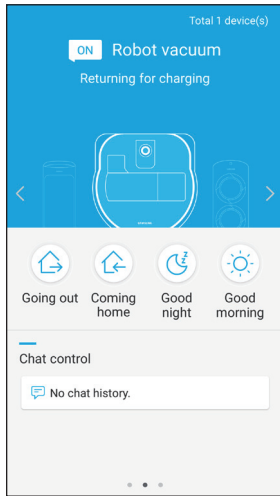 Total 1 device(s)
ON Robot vacuum
Returning for charging
SAMSUNG
Going out
Coming
home
Good
night
Good
morning
Chat control
No chat history.